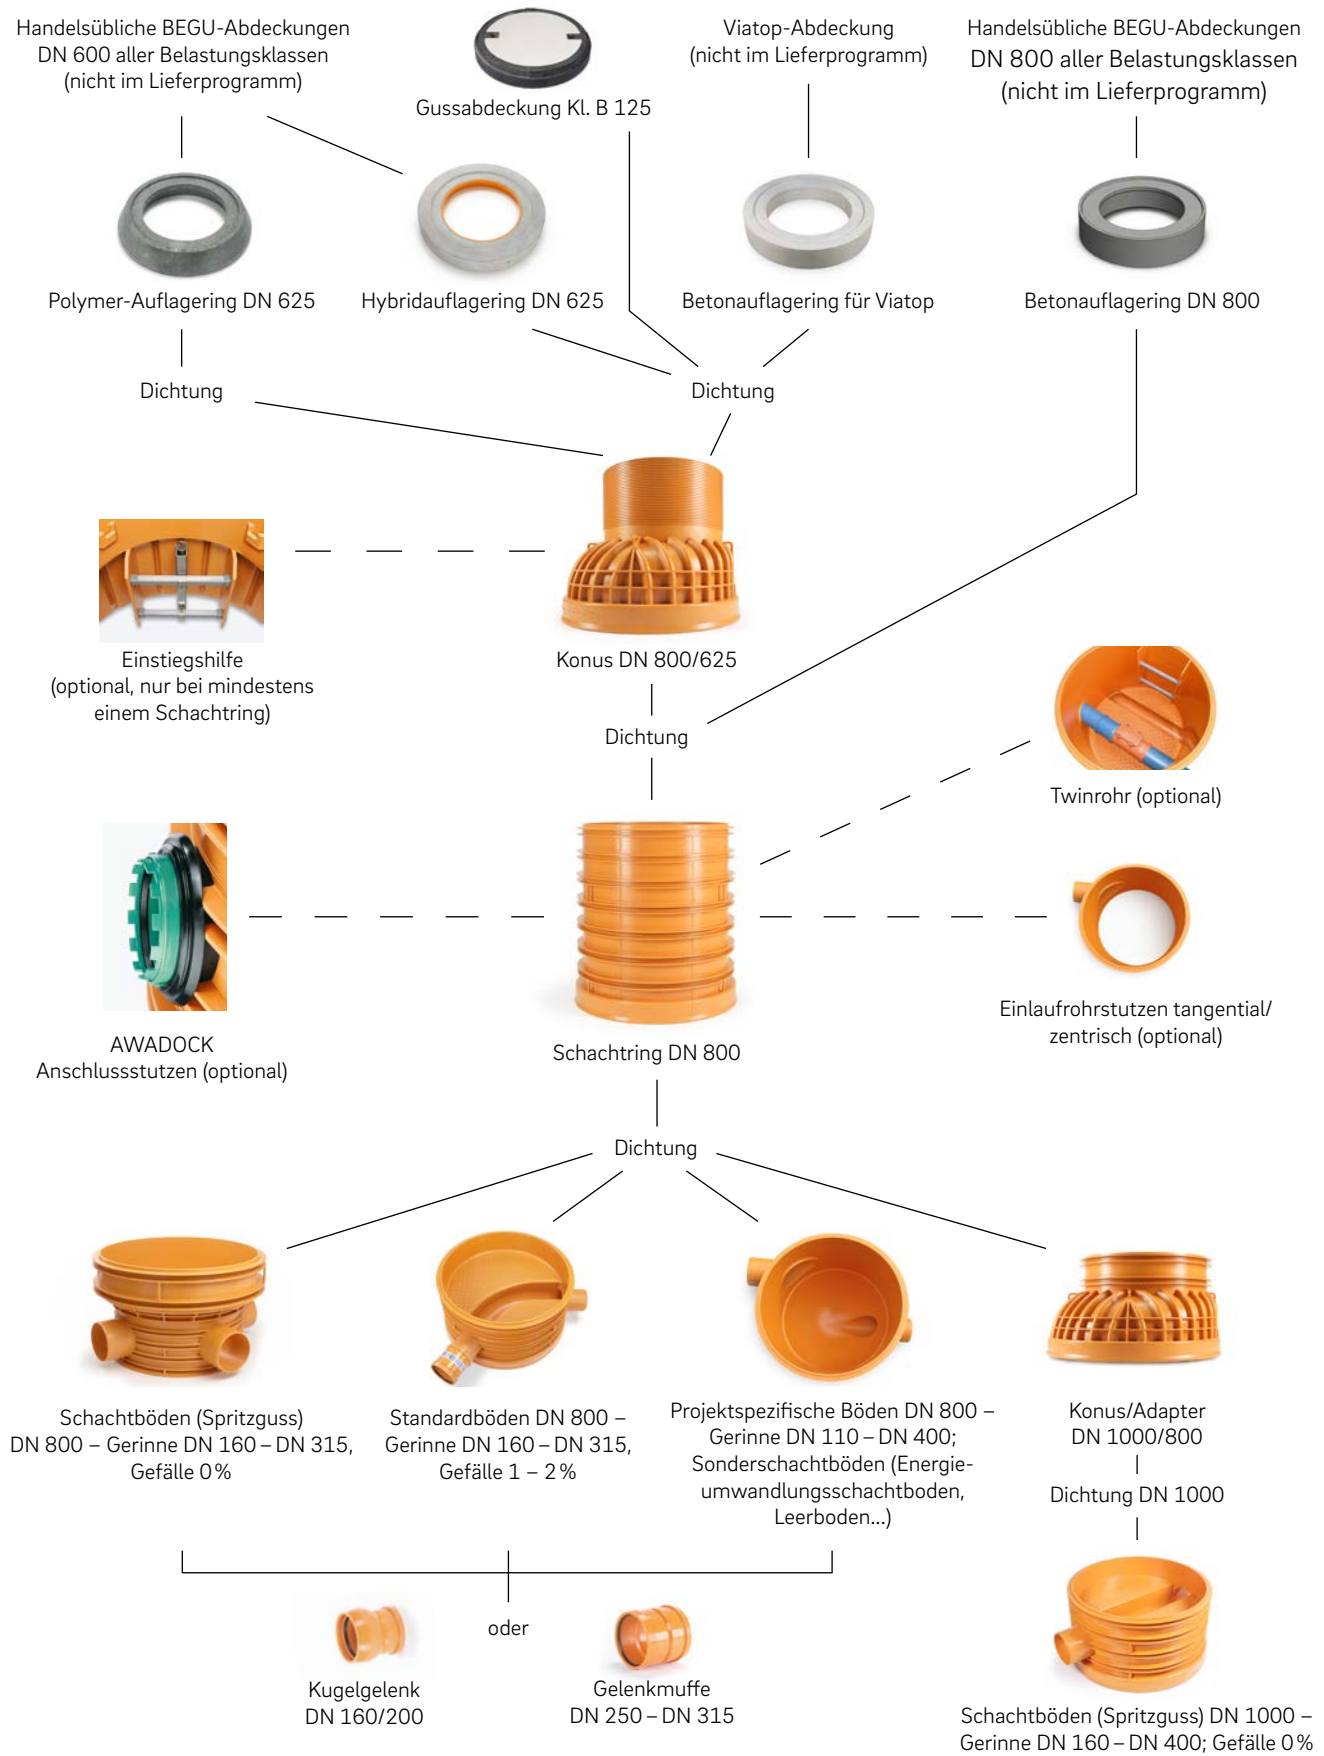 Handelsübliche BEGU-Abdeckungen
DN 600 aller Belastungsklassen
(nicht im Lieferprogramm)
Gussabdeckung Kl. B 125
Viatop-Abdeckung
(nicht im Lieferprogramm)
Handelsübliche BEGU-Abdeckungen
DN 800 aller Belastungsklassen
(nicht im Lieferprogramm)
Polymer-Auflagering DN 625
Hybridauflagering DN 625
Betonauflagering für Viatop
Betonauflagering DN 800
Dichtung
Dichtung
Einstiegshilfe
(optional, nur bei mindestens
einem Schachtring)
Konus DN 800/625
Dichtung
Twinrohr (optional)
AWADOCK
Anschlussstutzen (optional)
Schachtring DN 800
Einlaufrohrstutzen tangential/
zentrisch (optional)
Dichtung
Schachtböden (Spritzguss)
DN 800 – Gerinne DN 160 – DN 315,
Gefälle 0 %
Standardböden DN 800 –
Gerinne DN 160 – DN 315,
Gefälle 1 – 2 %
Projektspezifische Böden DN 800 –
Gerinne DN 110 – DN 400;
Sonderschachtböden (Energie-
umwandlungsschachtboden,
Leerboden...)
Konus/Adapter
DN 1000/800
Dichtung DN 1000
oder
Kugelgelenk
DN 160/200
Gelenkmuffe
DN 250 – DN 315
Schachtböden (Spritzguss) DN 1000 –
Gerinne DN 160 – DN 400; Gefälle 0 %